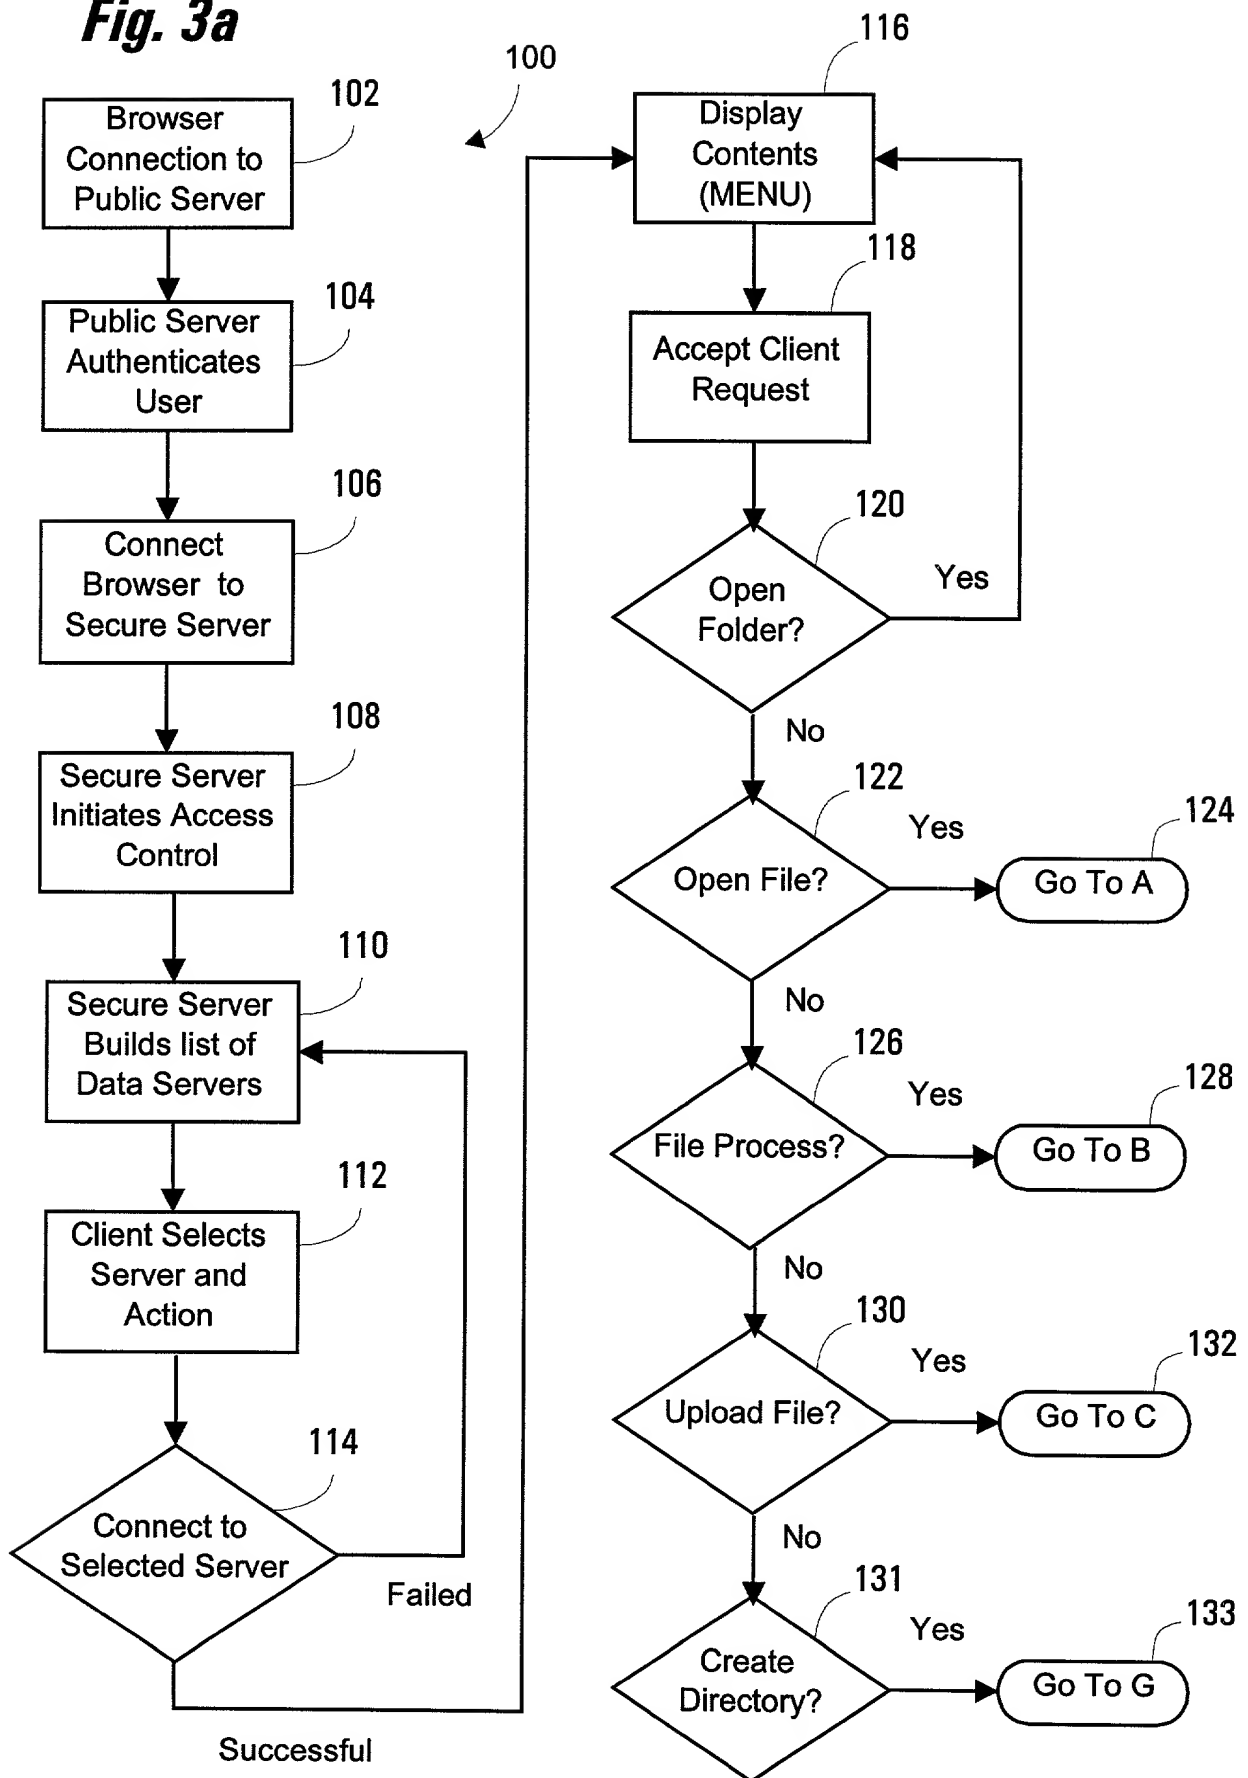 Fig. 3a
100
102
Browser
Connection to
Public Server
104
Public Server
Authenticates
User
106
Connect
Browser to
Secure Server
108
Secure Server
Initiates Access
Control
110
Secure Server
Builds list of
Data Servers
112
Client Selects
Server and
Action
114
Connect to
Selected Server
Failed
Successful
116
Display
Contents
(MENU)
118
Accept Client
Request
120
Open
Folder?
Yes
No
122
Open File?
Yes
124
Go To A
No
126
File Process?
Yes
128
Go To B
No
130
Upload File?
Yes
132
Go To C
No
131
Create
Directory?
Yes
133
Go To G